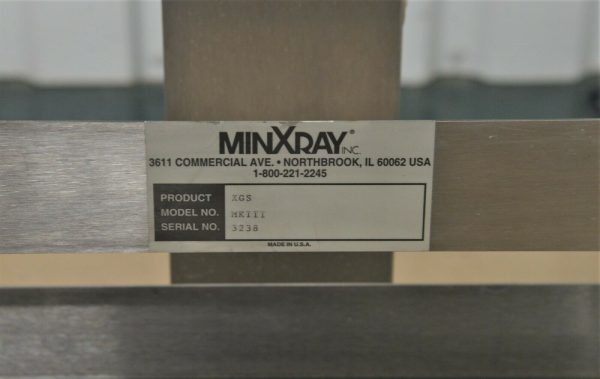 MINXRAY® INC.
3611 COMMERCIAL AVE. • NORTHBROOK, IL 60062 USA
1-800-221-2245
PRODUCT XGS
MODEL NO. MKIII
SERIAL NO. 3238
MADE IN U.S.A.